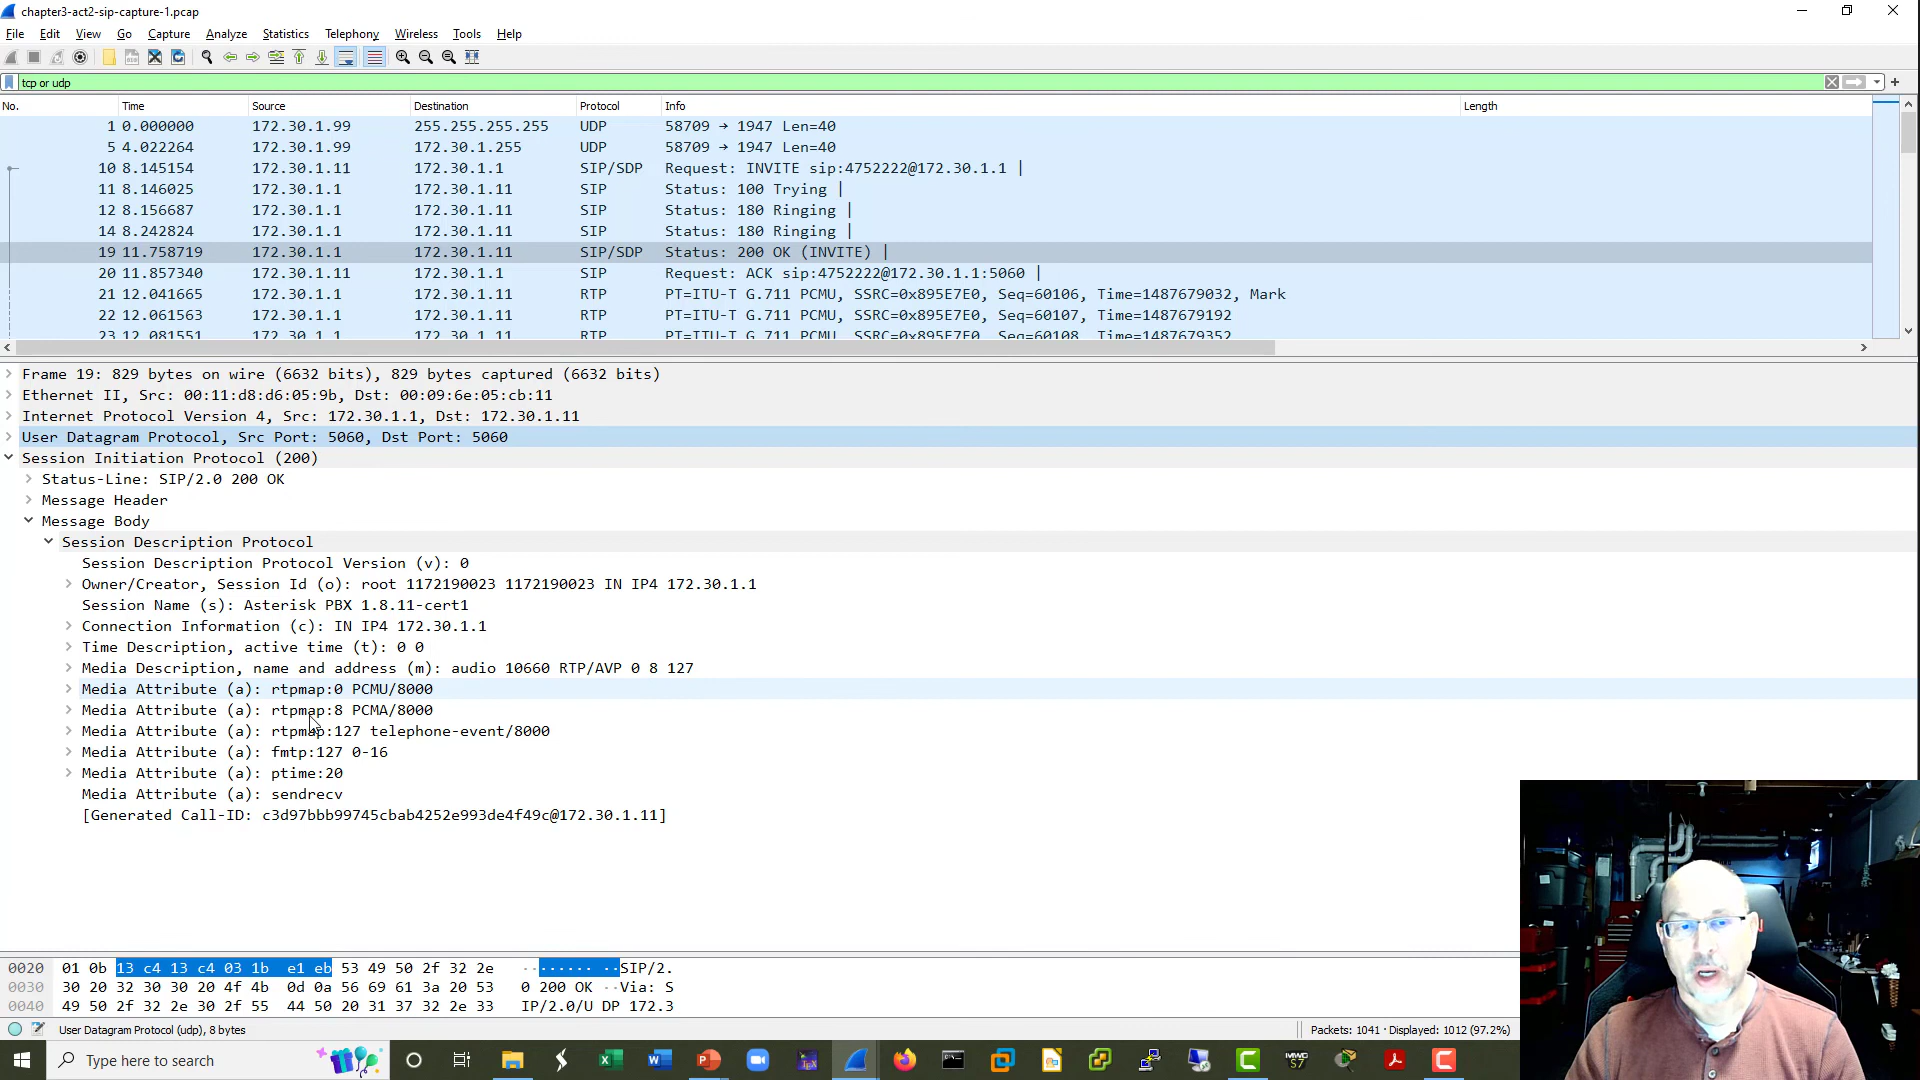 chapter3-act2-sip-capture-1.pcap
File Edit View Go Capture Analyze Statistics Telephony Wireless Tools Help
tcp or udp
No. Time Source Destination Protocol Info Length
1 0.000000 172.30.1.99 255.255.255.255 UDP 58709 → 1947 Len=40
5 4.022264 172.30.1.99 172.30.1.255 UDP 58709 → 1947 Len=40
10 8.145154 172.30.1.11 172.30.1.1 SIP/SDP Request: INVITE sip:4752222@172.30.1.1 |
11 8.146025 172.30.1.1 172.30.1.11 SIP Status: 100 Trying |
12 8.156687 172.30.1.1 172.30.1.11 SIP Status: 180 Ringing |
14 8.242824 172.30.1.1 172.30.1.11 SIP Status: 180 Ringing |
19 11.758719 172.30.1.1 172.30.1.11 SIP/SDP Status: 200 OK (INVITE) |
20 11.857340 172.30.1.11 172.30.1.1 SIP Request: ACK sip:4752222@172.30.1.1:5060 |
21 12.041665 172.30.1.1 172.30.1.11 RTP PT=ITU-T G.711 PCMU, SSRC=0x895E7E0, Seq=60106, Time=1487679032, Mark
22 12.061563 172.30.1.1 172.30.1.11 RTP PT=ITU-T G.711 PCMU, SSRC=0x895E7E0, Seq=60107, Time=1487679192
23 12.081551 172.30.1.1 172.30.1.11 RTP PT=ITU-T G.711 PCMU, SSRC=0x895E7E0, Seq=60108, Time=1487679352
Frame 19: 829 bytes on wire (6632 bits), 829 bytes captured (6632 bits)
Ethernet II, Src: 00:11:d8:d6:05:9b, Dst: 00:09:6e:05:cb:11
Internet Protocol Version 4, Src: 172.30.1.1, Dst: 172.30.1.11
User Datagram Protocol, Src Port: 5060, Dst Port: 5060
Session Initiation Protocol (200)
Status-Line: SIP/2.0 200 OK
Message Header
Message Body
Session Description Protocol
Session Description Protocol Version (v): 0
Owner/Creator, Session Id (o): root 1172190023 1172190023 IN IP4 172.30.1.1
Session Name (s): Asterisk PBX 1.8.11-cert1
Connection Information (c): IN IP4 172.30.1.1
Time Description, active time (t): 0 0
Media Description, name and address (m): audio 10660 RTP/AVP 0 8 127
Media Attribute (a): rtpmap:0 PCMU/8000
Media Attribute (a): rtpmap:8 PCMA/8000
Media Attribute (a): rtpmap:127 telephone-event/8000
Media Attribute (a): fmtp:127 0-16
Media Attribute (a): ptime:20
Media Attribute (a): sendrecv
[Generated Call-ID: c3d97bbb99745cbab4252e993de4f49c@172.30.1.11]
0020 01 0b 13 c4 13 c4 03 1b e1 eb 53 49 50 2f 32 2e ·· ······ ··SIP/2.
0030 30 20 32 30 30 20 4f 4b 0d 0a 56 69 61 3a 20 53 0 200 OK ··Via: S
0040 49 50 2f 32 2e 30 2f 55 44 50 20 31 37 32 2e 33 IP/2.0/U DP 172.3
User Datagram Protocol (udp), 8 bytes Packets: 1041 · Displayed: 1012 (97.2%)
Type here to search